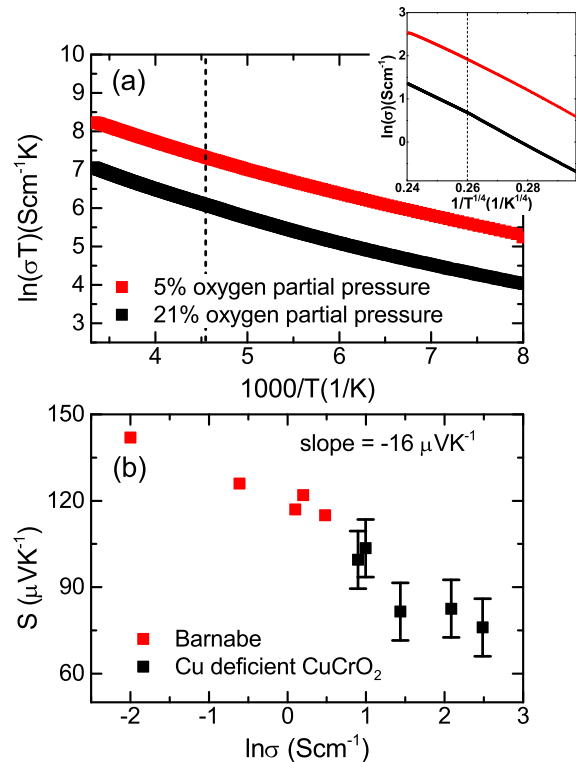 (a)
10
9
8
7
6
5
4
3
ln(σT)(Scm⁻¹K)
4 5 6 7 8
1000/T(1/K)
5% oxygen partial pressure
21% oxygen partial pressure
3
2
1
0
ln(σ)(Scm⁻¹)
0.24 0.26 0.28
1/T^1/4(1/K^1/4)
150
120
90
60
S (μVK⁻¹)
(b)
slope = -16 μVK⁻¹
Barnabe
Cu deficient CuCrO₂
-2 -1 0 1 2 3
lnσ (Scm⁻¹)